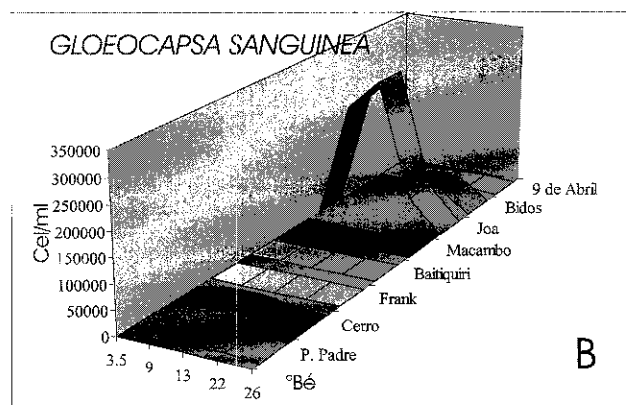 GLOEOCAPSA SANGUINEA
Cel/ml
350000
300000
250000
200000
150000
100000
50000
0
3.5
9
13
22
26
°Bé
P. Padre
Cerro
Frank
Baitiquiri
Macambo
Joa
Bidos
9 de Abril
B